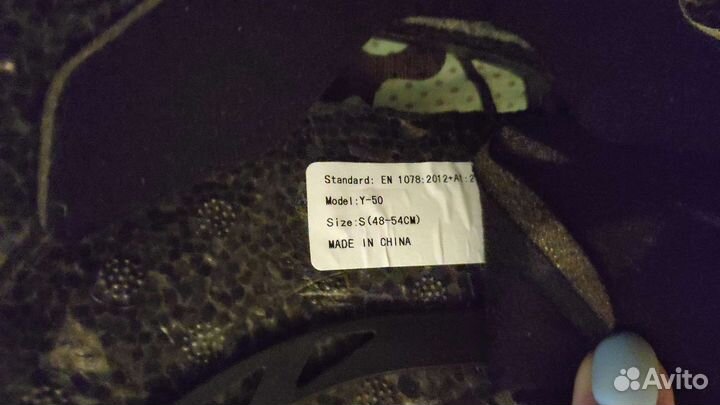 Standard: EN 1078:2012+A1:2
Model:Y-50
Size:S(48-54CM)
MADE IN CHINA
Avito